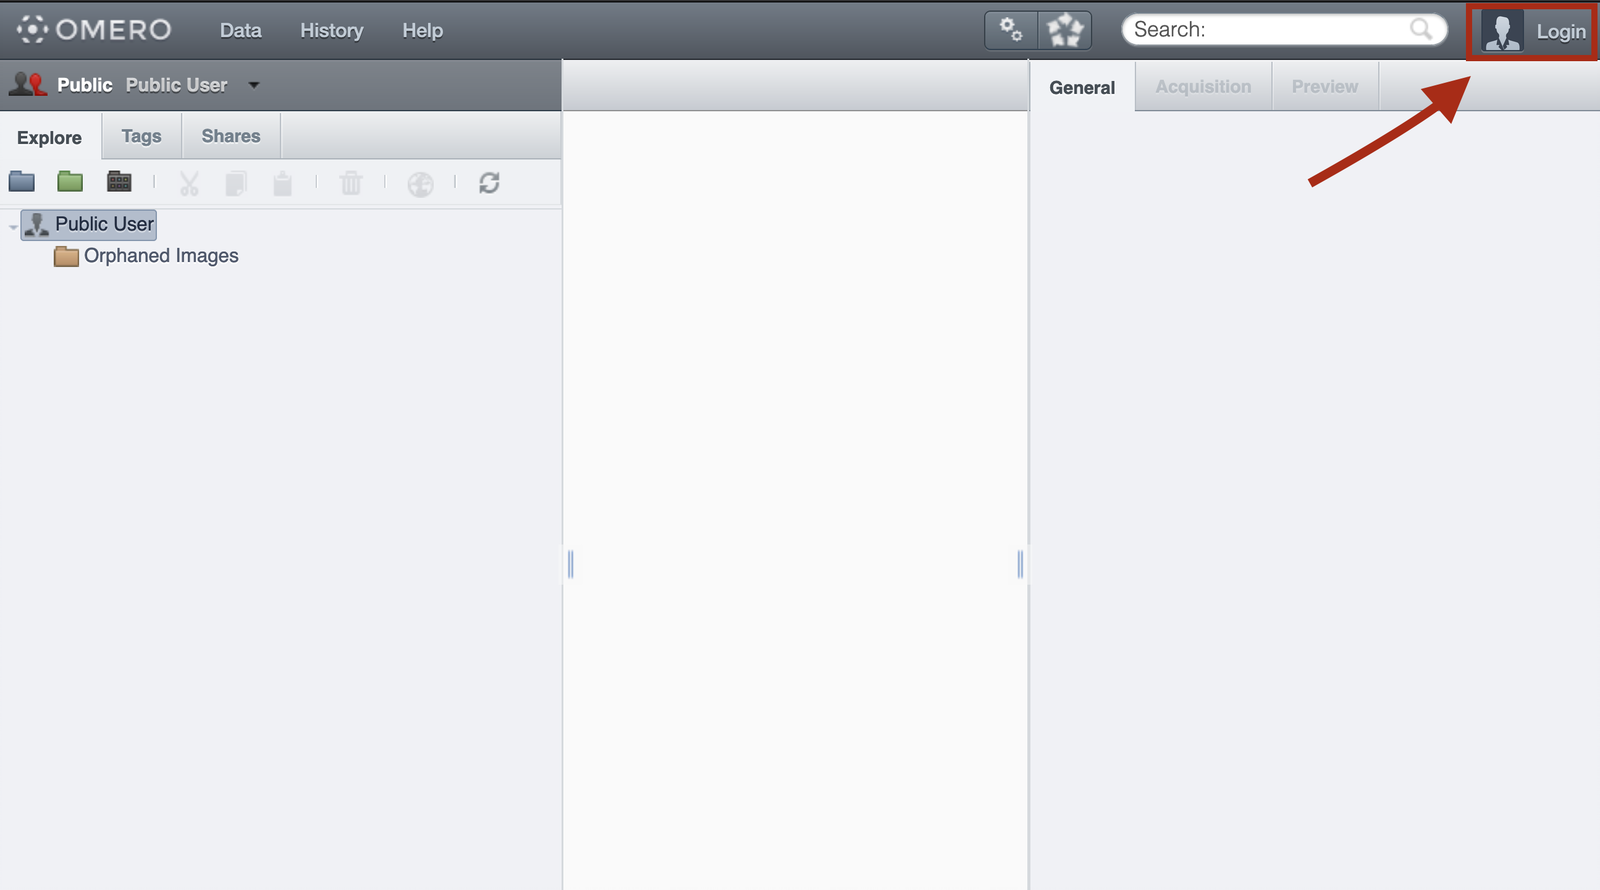 OMERO Data History Help Search: Login
Public Public User
General Acquisition Preview
Explore Tags Shares
Public User
Orphaned Images